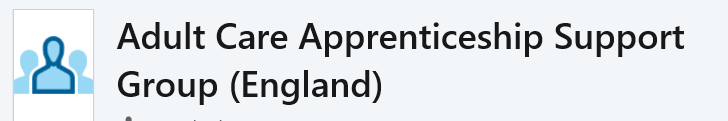 Adult Care Apprenticeship Support
Group (England)